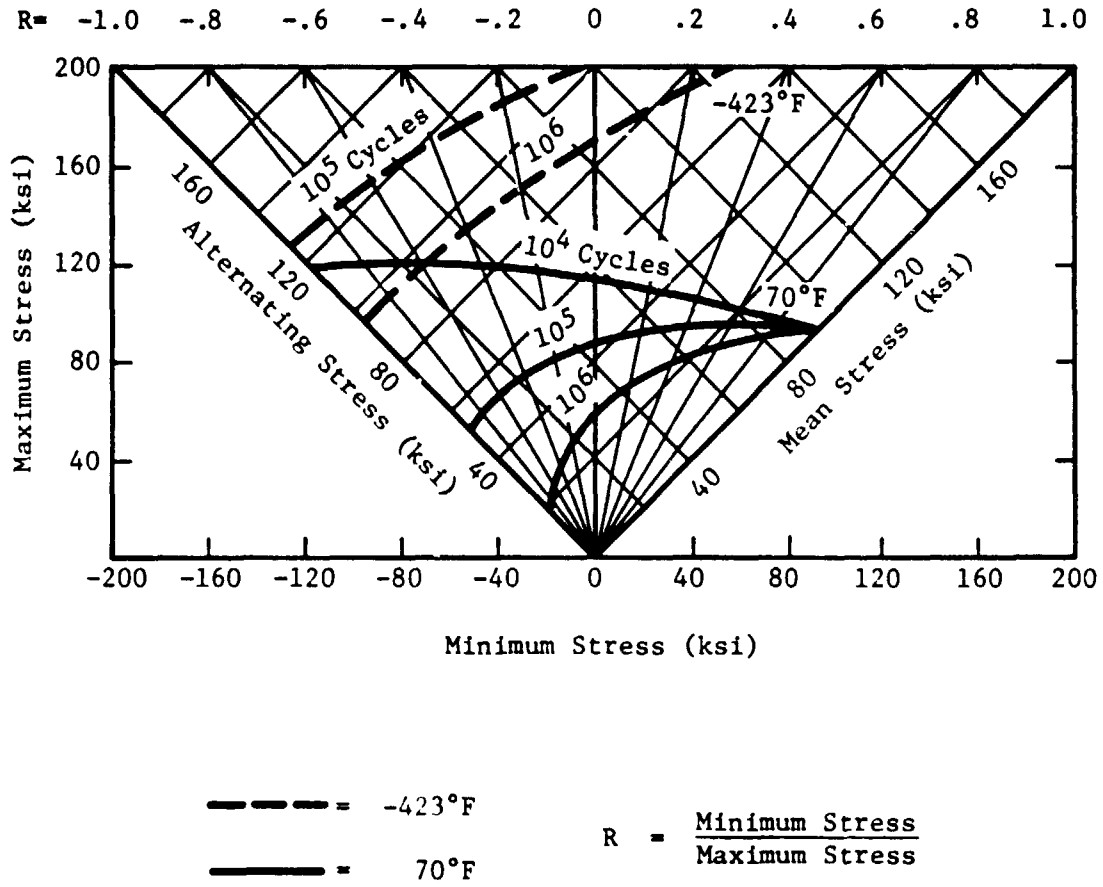 R= -1.0 -.8 -.6 -.4 -.2 0 .2 .4 .6 .8 1.0
200
160
120
80
40
Maximum Stress (ksi)
160
120
80
40
Alternating Stress (ksi)
10⁵ Cycles
10⁶
-423°F
10⁴ Cycles
70°F
10⁵
10⁶
160
120
80
40
Mean Stress (ksi)
-200 -160 -120 -80 -40 0 40 80 120 160 200
Minimum Stress (ksi)
= -423°F
= 70°F
R = Minimum Stress
Maximum Stress